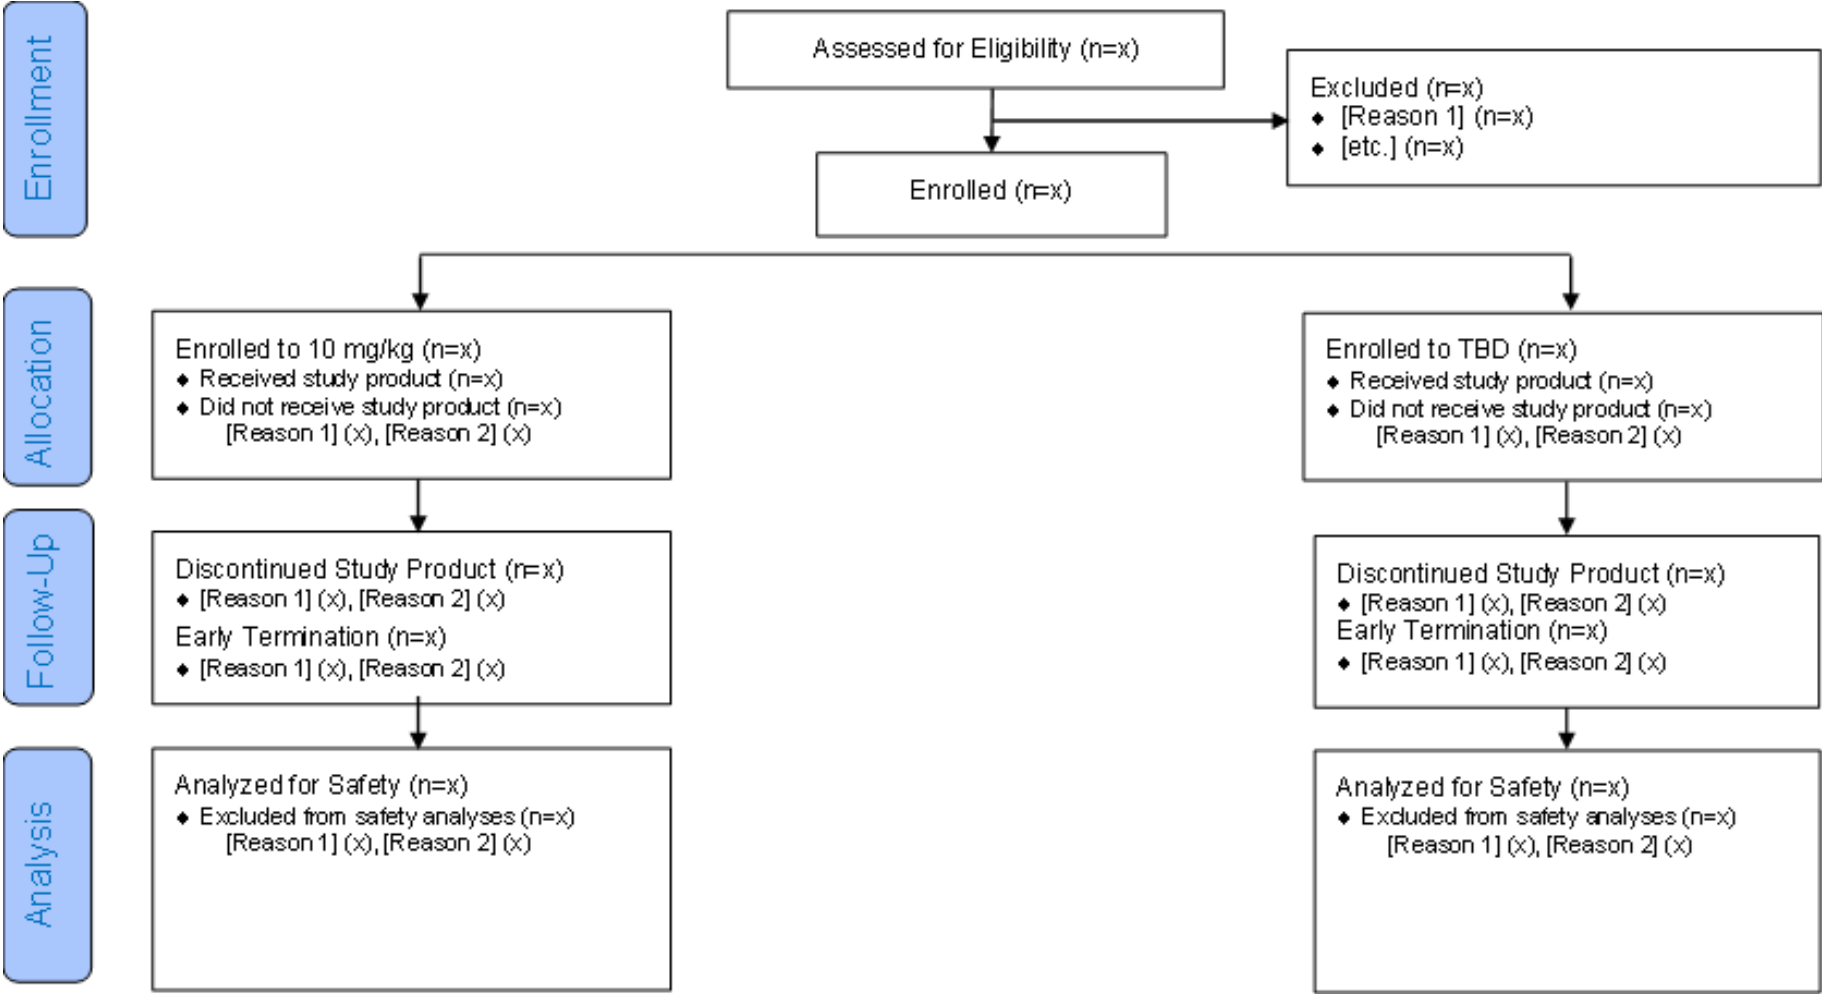 Enrollment
Assessed for Eligibility (n=x)
Excluded (n=x)
♦ [Reason 1] (n=x)
♦ [etc.] (n=x)
Enrolled (n=x)
Allocation
Enrolled to 10 mg/kg (n=x)
♦ Received study product (n=x)
♦ Did not receive study product (n=x)
[Reason 1] (x), [Reason 2] (x)
Enrolled to TBD (n=x)
♦ Received study product (n=x)
♦ Did not receive study product (n=x)
[Reason 1] (x), [Reason 2] (x)
Follow-Up
Discontinued Study Product (n=x)
♦ [Reason 1] (x), [Reason 2] (x)
Early Termination (n=x)
♦ [Reason 1] (x), [Reason 2] (x)
Discontinued Study Product (n=x)
♦ [Reason 1] (x), [Reason 2] (x)
Early Termination (n=x)
♦ [Reason 1] (x), [Reason 2] (x)
Analysis
Analyzed for Safety (n=x)
♦ Excluded from safety analyses (n=x)
[Reason 1] (x), [Reason 2] (x)
Analyzed for Safety (n=x)
♦ Excluded from safety analyses (n=x)
[Reason 1] (x), [Reason 2] (x)